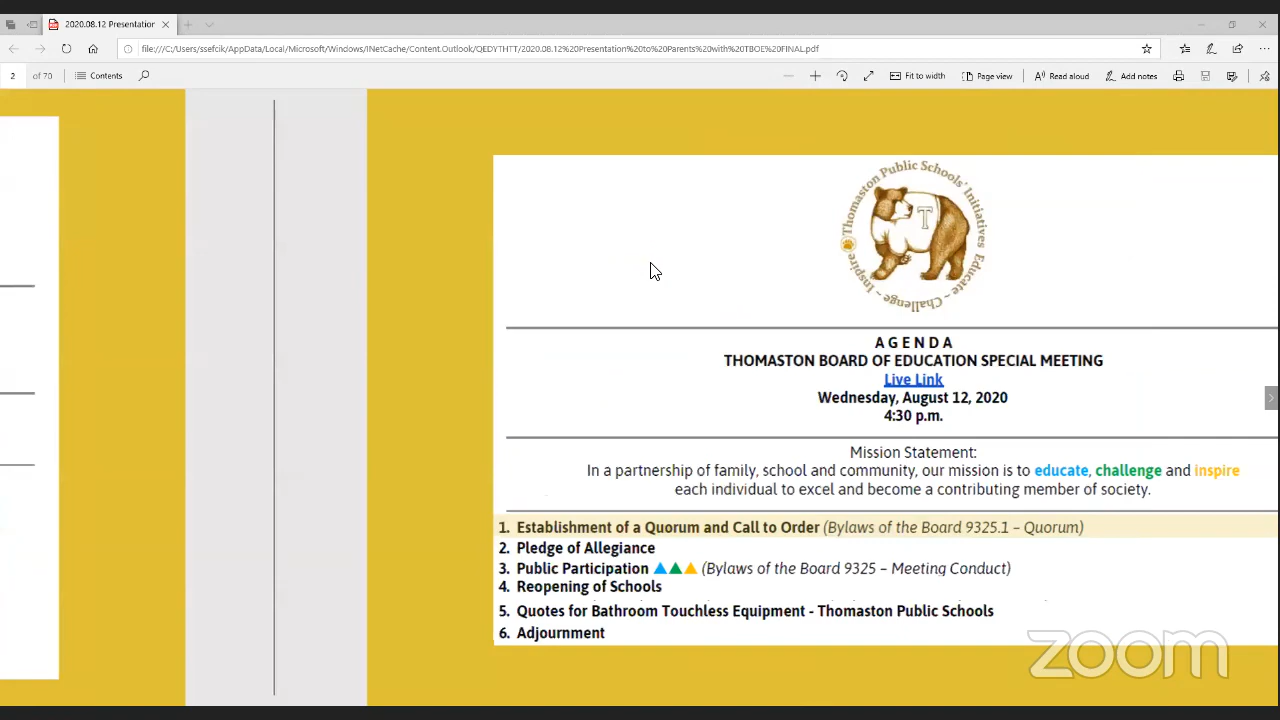 2020.08.12 Presentation
file:///C:/Users/ssefcik/AppData/Local/Microsoft/Windows/INetCache/Content.Outlook/QEDYTHTT/2020.08.12%20Presentation%20to%20Parents%20with%20TBOE%20FINAL.pdf
2 of 70 Contents Fit to width Page view Read aloud Add notes
Thomaston Public Schools' Initiatives Educate ~ Challenge ~ Inspire
T
A G E N D A
THOMASTON BOARD OF EDUCATION SPECIAL MEETING
Live Link
Wednesday, August 12, 2020
4:30 p.m.
Mission Statement:
In a partnership of family, school and community, our mission is to educate, challenge and inspire
each individual to excel and become a contributing member of society.
1. Establishment of a Quorum and Call to Order (Bylaws of the Board 9325.1 – Quorum)
2. Pledge of Allegiance
3. Public Participation (Bylaws of the Board 9325 – Meeting Conduct)
4. Reopening of Schools
5. Quotes for Bathroom Touchless Equipment - Thomaston Public Schools
6. Adjournment
zoom